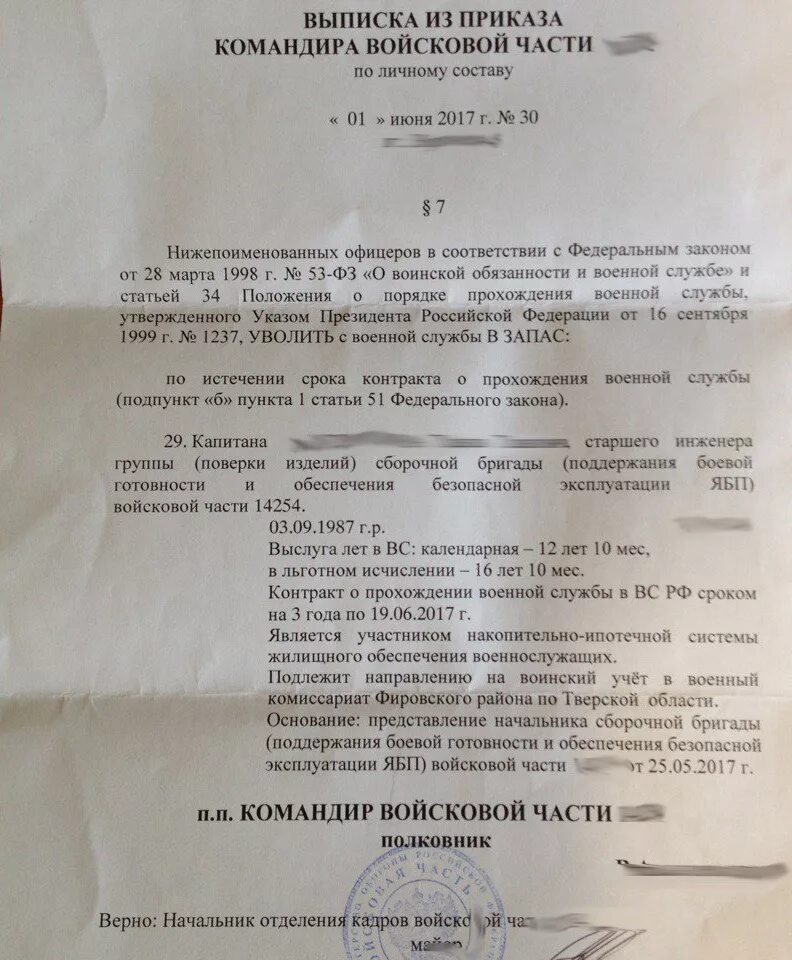 ВЫПИСКА ИЗ ПРИКАЗА
КОМАНДИРА ВОЙСКОВОЙ ЧАСТИ
по личному составу
« 01 » июня 2017 г. № 30
§ 7
Нижепоименованных офицеров в соответствии с Федеральным законом
от 28 марта 1998 г. № 53-ФЗ «О воинской обязанности и военной службе» и
статьей 34 Положения о порядке прохождения военной службы,
утвержденного Указом Президента Российской Федерации от 16 сентября
1999 г. № 1237, УВОЛИТЬ с военной службы В ЗАПАС:
по истечении срока контракта о прохождения военной службы
(подпункт «б» пункта 1 статьи 51 Федерального закона).
29. Капитана старшего инженера
группы (поверки изделий) сборочной бригады (поддержания боевой
готовности и обеспечения безопасной эксплуатации ЯБП)
войсковой части 14254.
03.09.1987 г.р.
Выслуга лет в ВС: календарная – 12 лет 10 мес,
в льготном исчислении – 16 лет 10 мес.
Контракт о прохождении военной службы в ВС РФ сроком
на 3 года по 19.06.2017 г.
Является участником накопительно-ипотечной системы
жилищного обеспечения военнослужащих.
Подлежит направлению на воинский учёт в военный
комиссариат Фировского района по Тверской области.
Основание: представление начальника сборочной бригады
(поддержания боевой готовности и обеспечения безопасной
эксплуатации ЯБП) войсковой части от 25.05.2017 г.
п.п. КОМАНДИР ВОЙСКОВОЙ ЧАСТИ
полковник
Верно: Начальник отделения кадров войсковой
майор